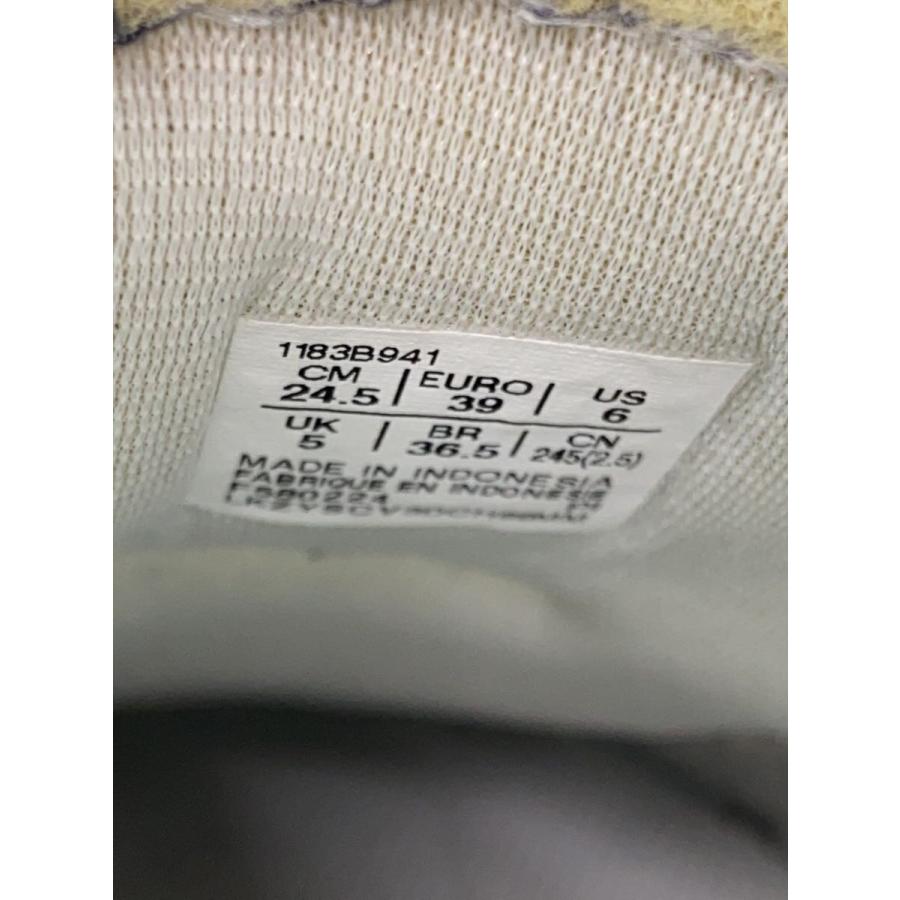 1183B941
CM | EURO | US
24.5 39 6
UK | BR | CN
5 36.5 245(2.5)
MADE IN INDONESIA
FABRIQUE EN INDONESIE